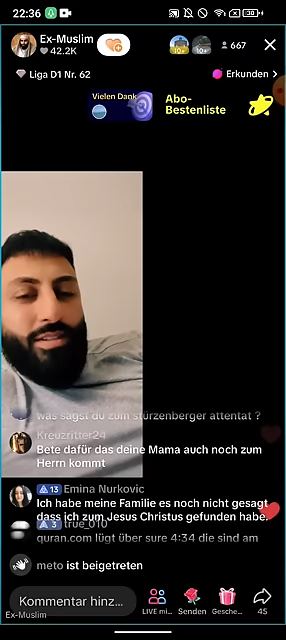 22:36
Ex-Muslim
42.2K
10+
10+
667
Liga D1 Nr. 62
Erkunden >
Vielen Dank
Abo-
Bestenliste
was sagst du zum stürzenberger attentat ?
Kreuzritter24
Bete dafür das deine Mama auch noch zum
Herrn kommt
13 Emina Nurkovic
Ich habe meine Familie es noch nicht gesagt
dass ich zum Jesus Christus gefunden habe.
3 true_010
quran.com lügt über 4:34 die sind am
meto ist beigetreten
Kommentar hinz...
LIVE mi...
Senden
Gesche...
45
Ex-Muslim